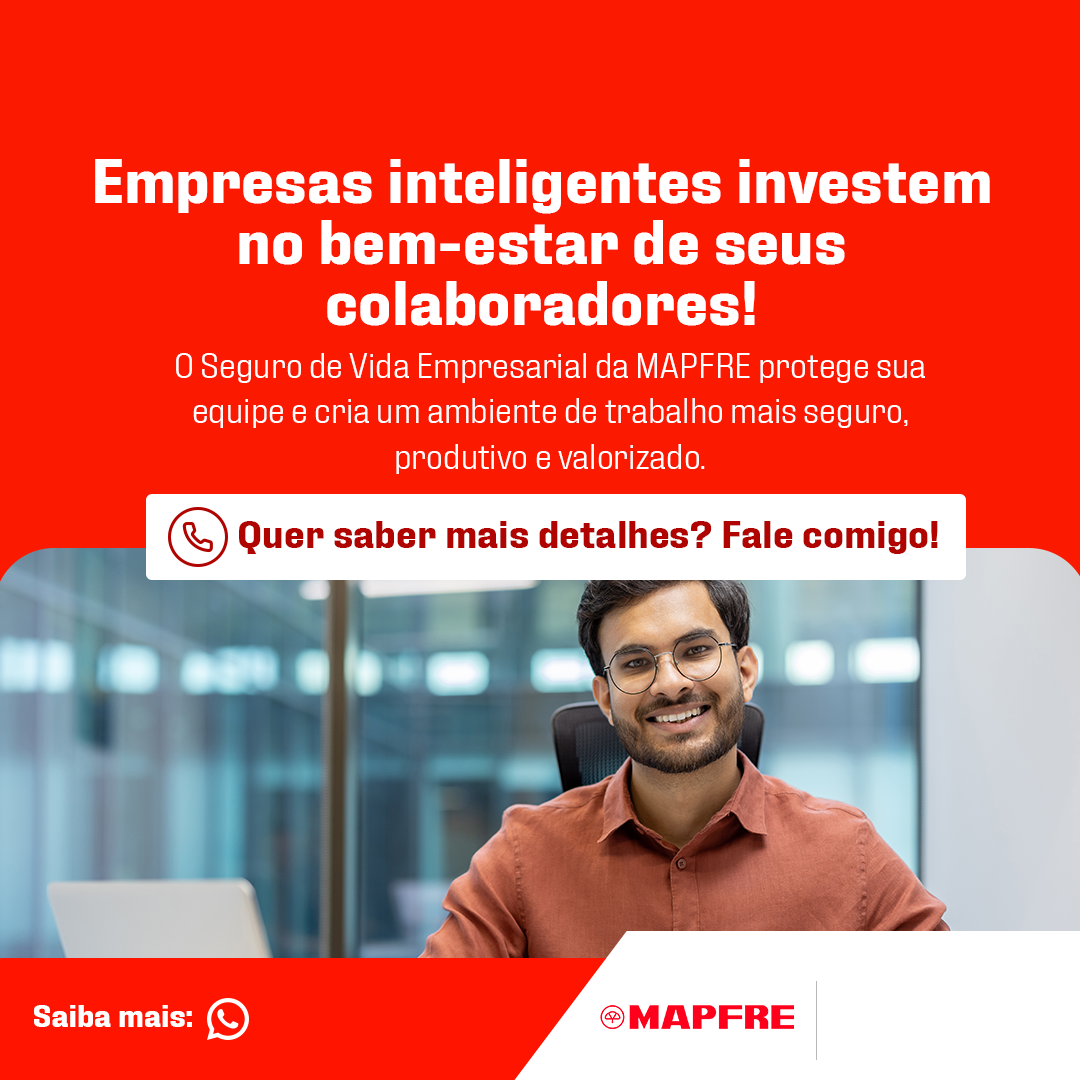 Empresas inteligentes investem
no bem-estar de seus
colaboradores!
O Seguro de Vida Empresarial da MAPFRE protege sua
equipe e cria um ambiente de trabalho mais seguro,
produtivo e valorizado.
Quer saber mais detalhes? Fale comigo!
Saiba mais:
MAPFRE